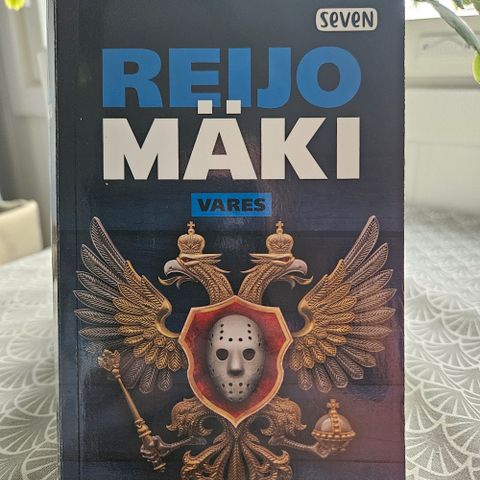 seven
REIJO
MÄKI
VARES